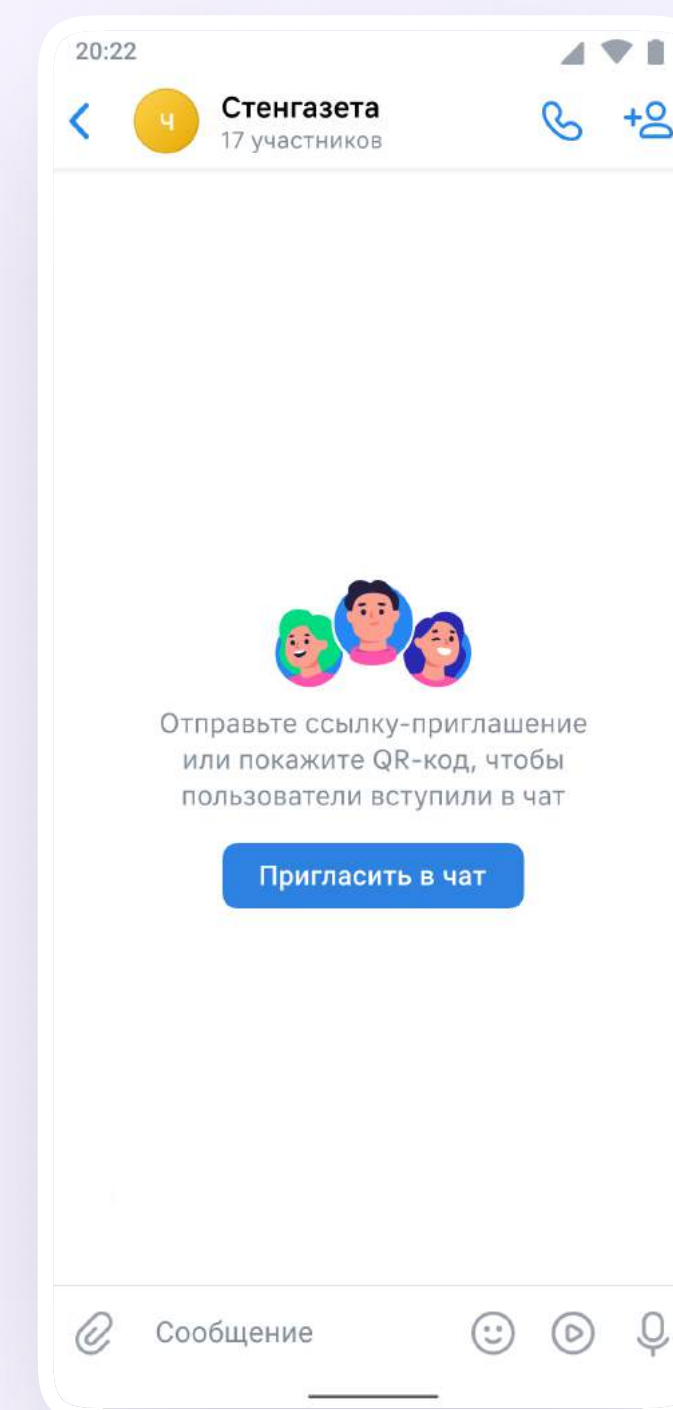 20:22
Ч
Стенгазета
17 участников
Отправьте ссылку-приглашение
или покажите QR-код, чтобы
пользователи вступили в чат
Пригласить в чат
Сообщение